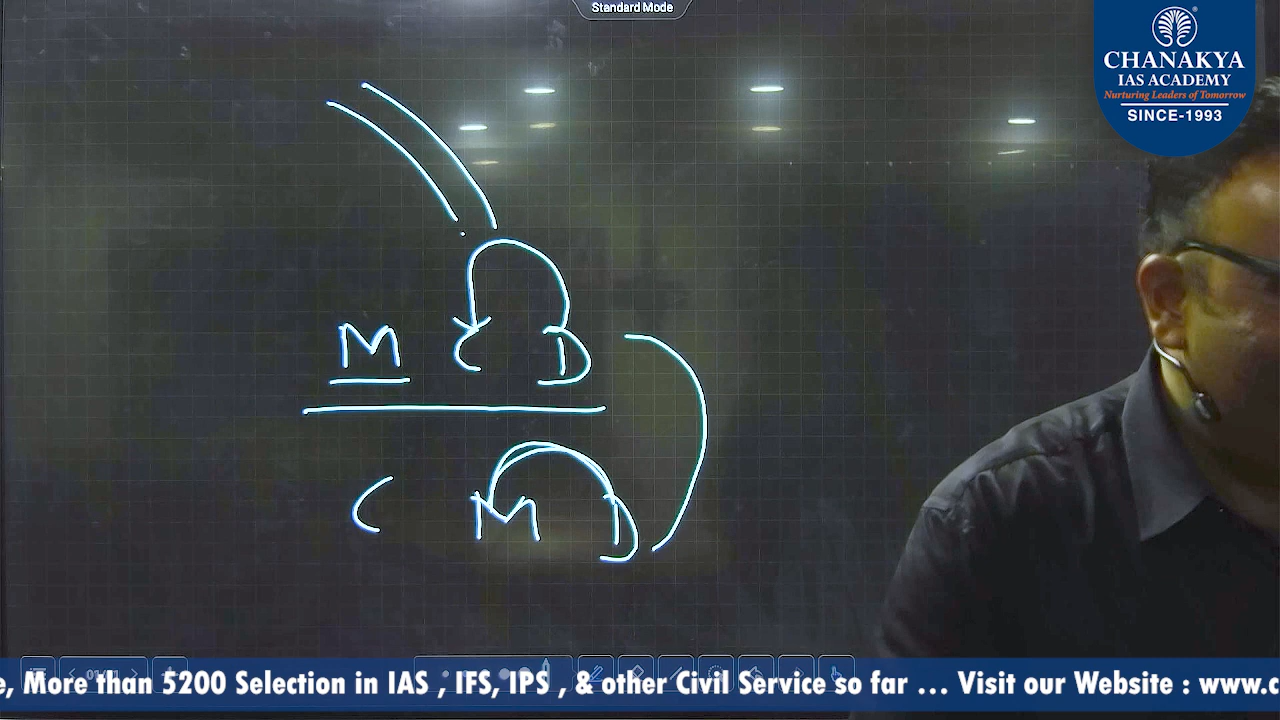 Standard Mode
CHANAKYA
IAS ACADEMY
Nurturing Leaders of Tomorrow
SINCE-1993
M C D
C M D
e, More than 5200 Selection in IAS , IFS, IPS , & other Civil Service so far ... Visit our Website : www.c